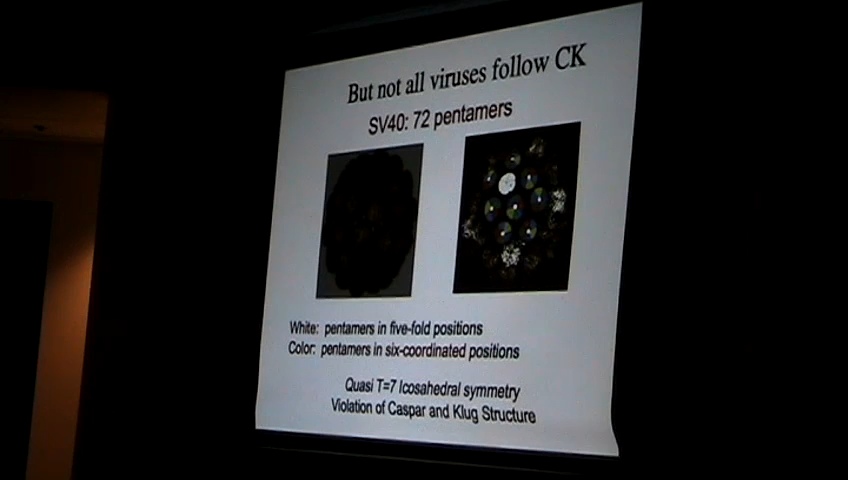 But not all viruses follow CK
SV40: 72 pentamers
White: pentamers in five-fold positions
Color: pentamers in six-coordinated positions
Quasi T=7 Icosahedral symmetry
Violation of Caspar and Klug Structure